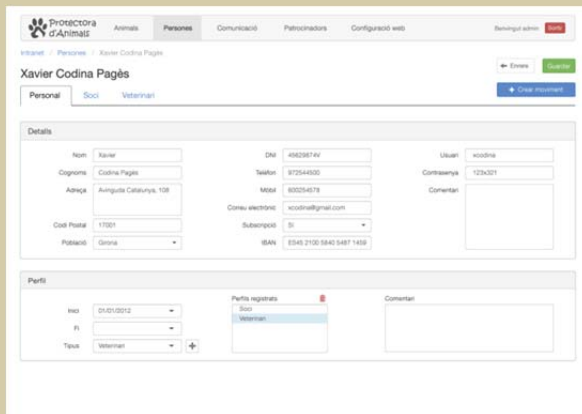 Protectora
d'Animals
Animals Persones Comunicació Patrocinadors Configuració web Benvingut admin Sortir
Intranet / Persones / Xavier Codina Pagès
Xavier Codina Pagès
Enrere Guardar
Crear moviment
Personal Soci Veterinari
Detalls
Nom Xavier DNI 45629874V Usuari xcodina
Cognoms Codina Pagès Telèfon 972544500 Contrasenya 123x321
Adreça Avinguda Catalunya, 108 Mòbil 600254579 Comentari
Correu electrònic xcodina@gmail.com
Codi Postal 17001 Subscripció Sí
Població Girona IBAN ES45 2100 5840 5487 1459
Perfil
Perfils registrats Comentari
Inici 01/01/2012 Soci
Fi Veterinari
Tipus Veterinari